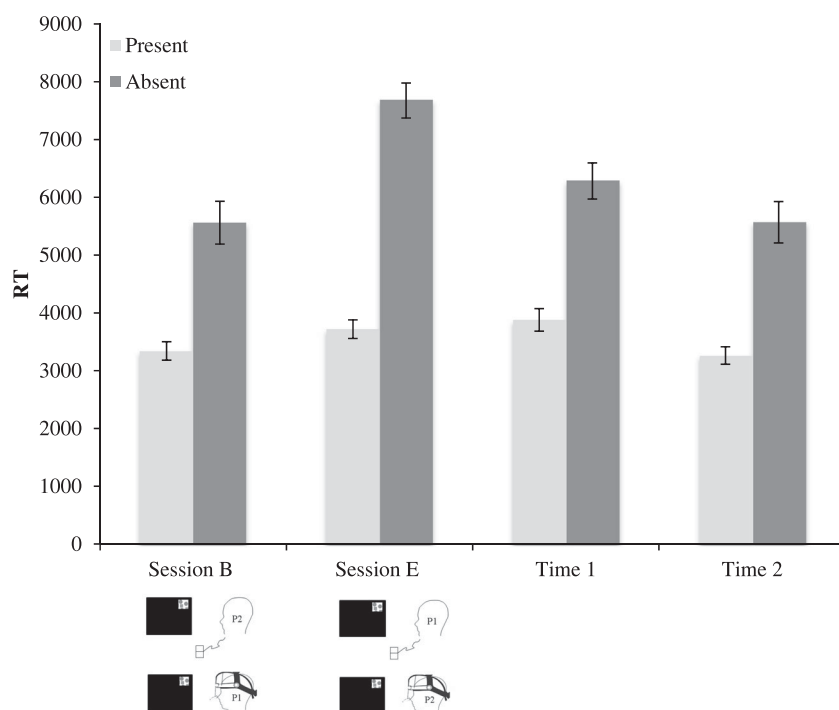 9000
Present
Absent
8000
7000
6000
5000
4000
3000
2000
1000
0
RT
Session B
Session E
Time 1
Time 2
P2
P1
P1
P2